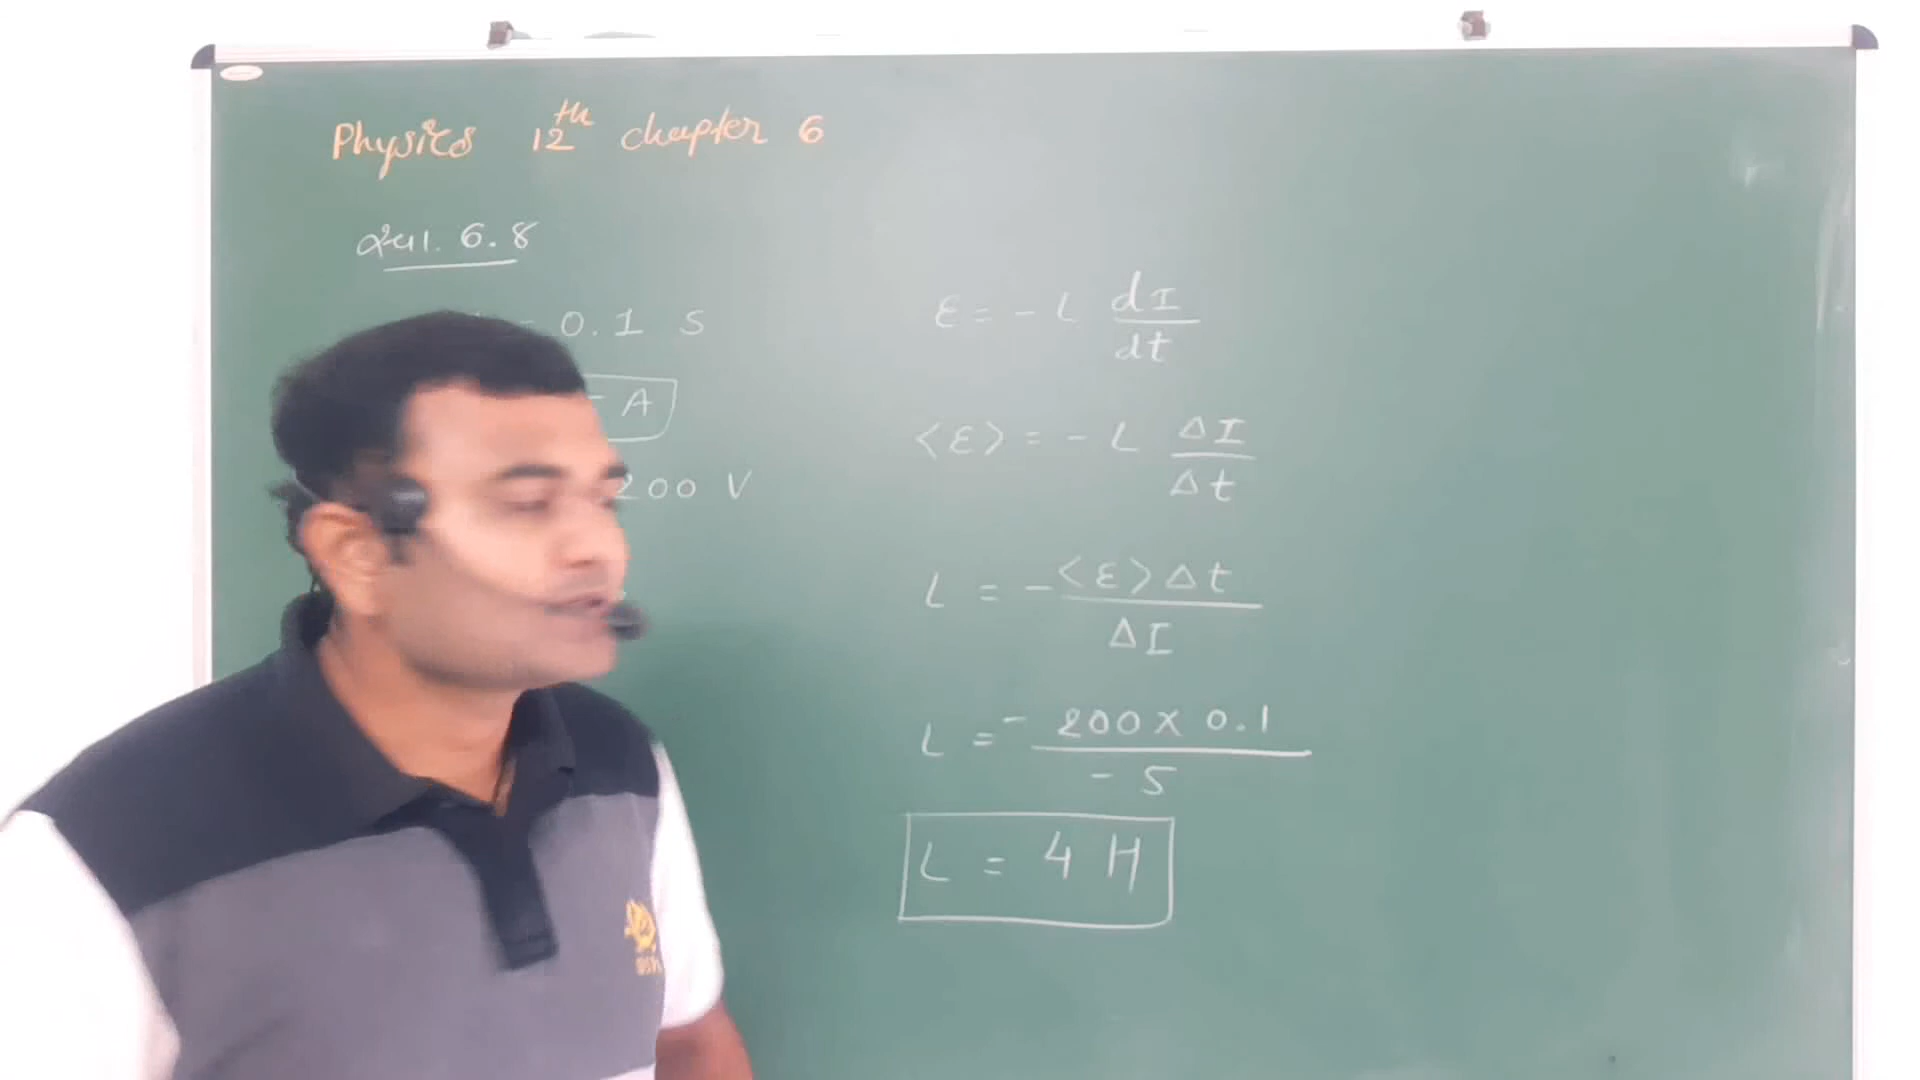 Physics 12th chapter 6
દા. 6.8
= 0.1 s
A
200 V
ε = - L dI/dt
<ε> = - L ΔI/Δt
L = - <ε>Δt/ΔI
L = - 200 x 0.1/- 5
L = 4 H